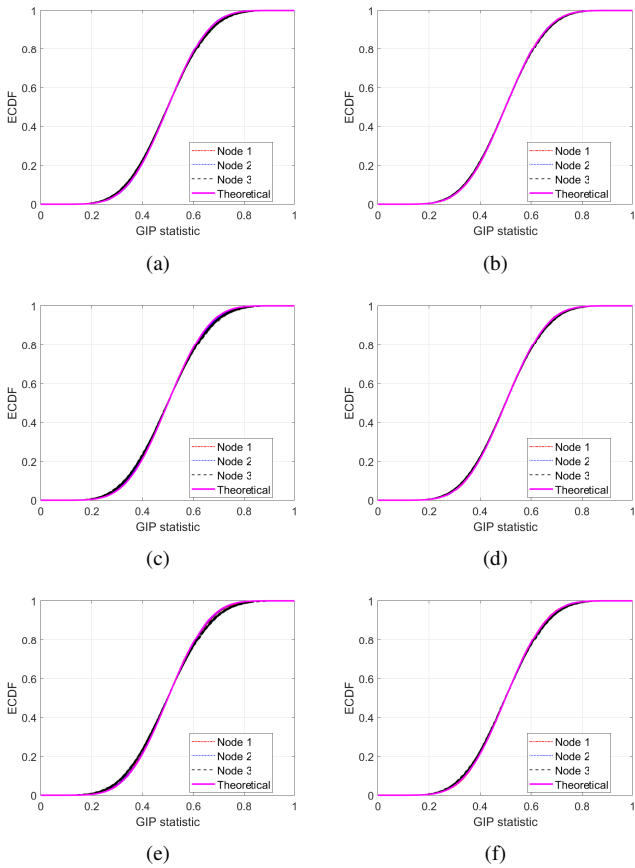 1
0.8
0.6
0.4
0.2
0
ECDF
Node 1
Node 2
Node 3
Theoretical
0 0.2 0.4 0.6 0.8 1
GIP statistic
(a)
1
0.8
0.6
0.4
0.2
0
ECDF
Node 1
Node 2
Node 3
Theoretical
0 0.2 0.4 0.6 0.8 1
GIP statistic
(b)
1
0.8
0.6
0.4
0.2
0
ECDF
Node 1
Node 2
Node 3
Theoretical
0 0.2 0.4 0.6 0.8 1
GIP statistic
(c)
1
0.8
0.6
0.4
0.2
0
ECDF
Node 1
Node 2
Node 3
Theoretical
0 0.2 0.4 0.6 0.8 1
GIP statistic
(d)
1
0.8
0.6
0.4
0.2
0
ECDF
Node 1
Node 2
Node 3
Theoretical
0 0.2 0.4 0.6 0.8 1
GIP statistic
(e)
1
0.8
0.6
0.4
0.2
0
ECDF
Node 1
Node 2
Node 3
Theoretical
0 0.2 0.4 0.6 0.8 1
GIP statistic
(f)